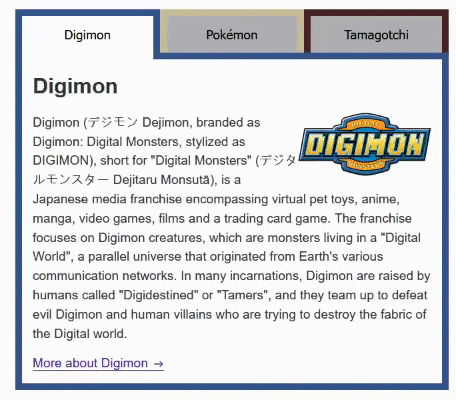 Digimon
Pokémon
Tamagotchi
Digimon
Digimon (デジモン Dejimon, branded as
Digimon: Digital Monsters, stylized as
DIGIMON), short for "Digital Monsters" (デジタ
ルモンスター Dejitaru Monsutā), is a
Japanese media franchise encompassing virtual pet toys, anime,
manga, video games, films and a trading card game. The franchise
focuses on Digimon creatures, which are monsters living in a "Digital
World", a parallel universe that originated from Earth's various
communication networks. In many incarnations, Digimon are raised by
humans called "Digidestined" or "Tamers", and they team up to defeat
evil Digimon and human villains who are trying to destroy the fabric of
the Digital world.
More about Digimon →
DIGITAL
DIGIMON
MONSTERS